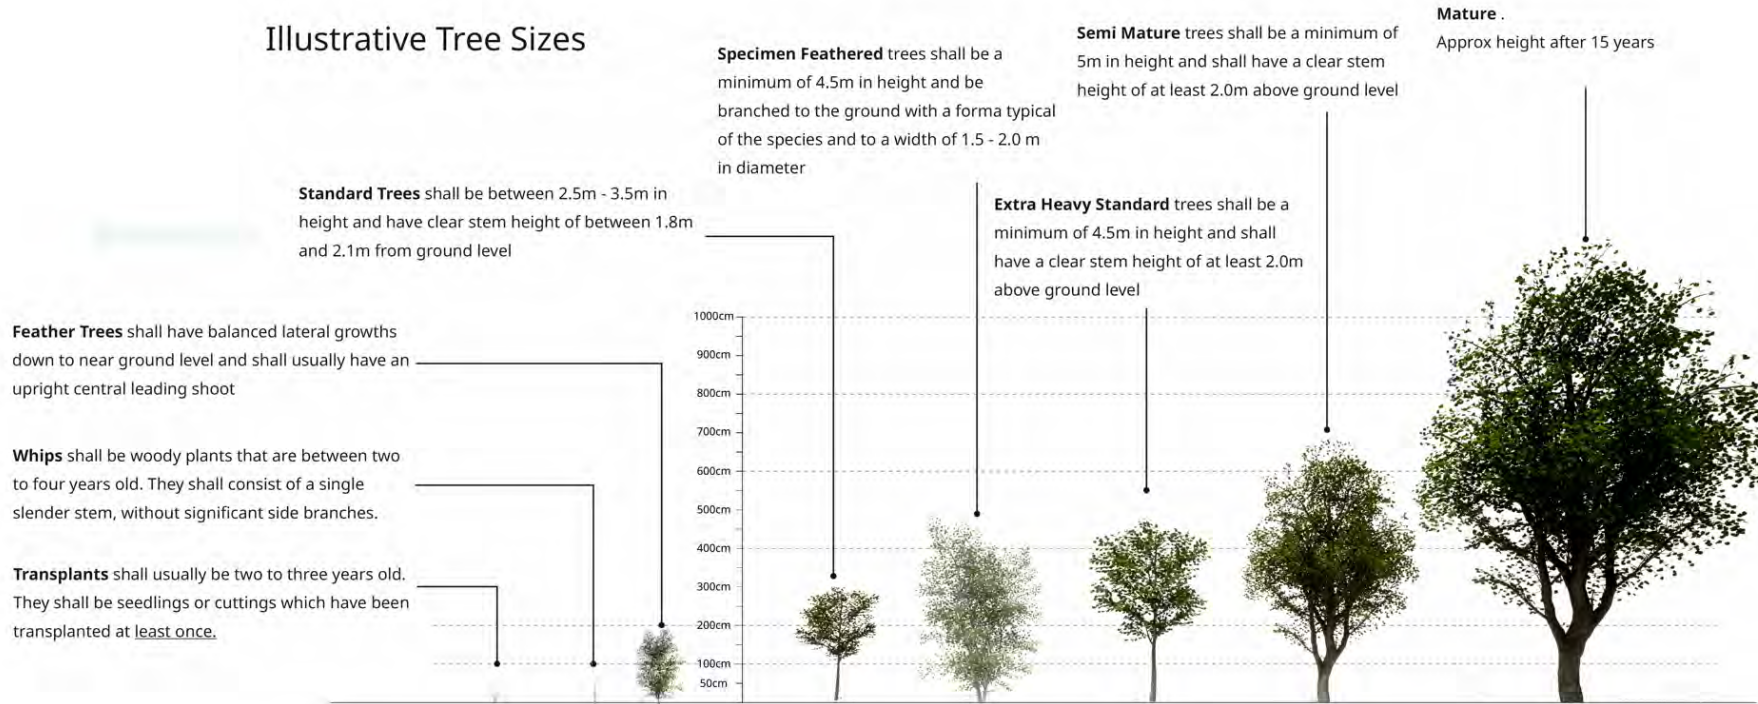 Illustrative Tree Sizes
Mature .
Approx height after 15 years
Semi Mature trees shall be a minimum of
5m in height and shall have a clear stem
height of at least 2.0m above ground level
Specimen Feathered trees shall be a
minimum of 4.5m in height and be
branched to the ground with a forma typical
of the species and to a width of 1.5 - 2.0 m
in diameter
Standard Trees shall be between 2.5m - 3.5m in
height and have clear stem height of between 1.8m
and 2.1m from ground level
Extra Heavy Standard trees shall be a
minimum of 4.5m in height and shall
have a clear stem height of at least 2.0m
above ground level
Feather Trees shall have balanced lateral growths
down to near ground level and shall usually have an
upright central leading shoot
Whips shall be woody plants that are between two
to four years old. They shall consist of a single
slender stem, without significant side branches.
Transplants shall usually be two to three years old.
They shall be seedlings or cuttings which have been
transplanted at least once.
1000cm
900cm
800cm
700cm
600cm
500cm
400cm
300cm
200cm
100cm
50cm